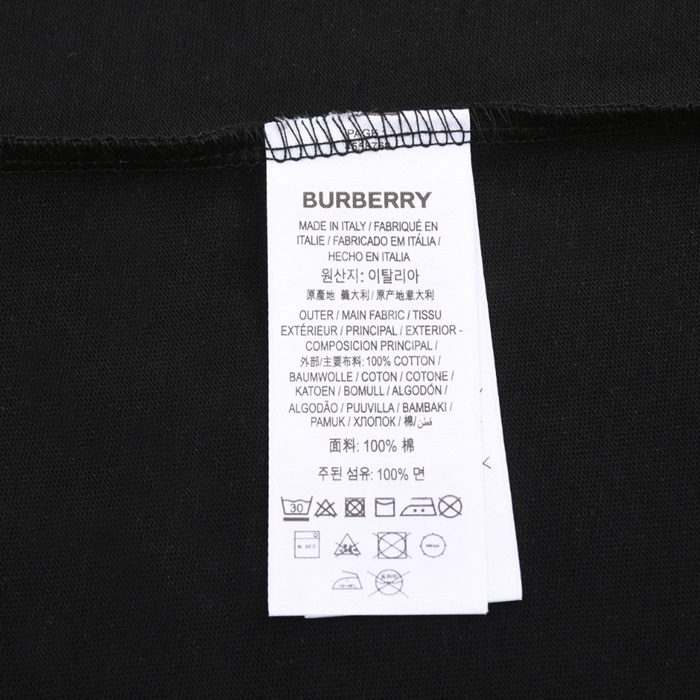 PAGE
BURBERRY
MADE IN ITALY / FABRIQUÉ EN
ITALIE / FABRICADO EM ITÁLIA /
HECHO EN ITALIA
원산지: 이탈리아
原產地 義大利 / 原产地意大利
OUTER / MAIN FABRIC / TISSU
EXTÉRIEUR / PRINCIPAL / EXTERIOR -
COMPOSICION PRINCIPAL /
外部/主要布料: 100% COTTON /
BAUMWOLLE / COTON / COTONE /
KATOEN / BOMULL / ALGODÓN /
ALGODÃO / PUUVILLA / BAMBAKI /
PAMUK / ХЛОПОК / 棉/ قطن/
面料: 100% 棉
주된 섬유: 100% 면
30